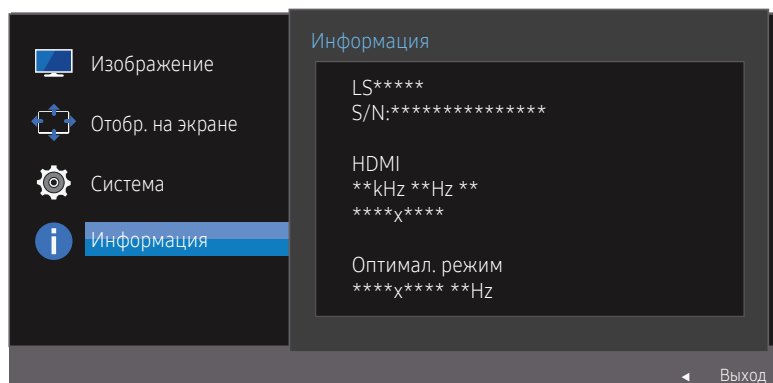 Изображение
Отобр. на экране
Система
Информация
Информация
LS*****
S/N:***************
HDMI
**kHz **Hz **
****x****
Оптимал. режим
****x**** **Hz
Выход